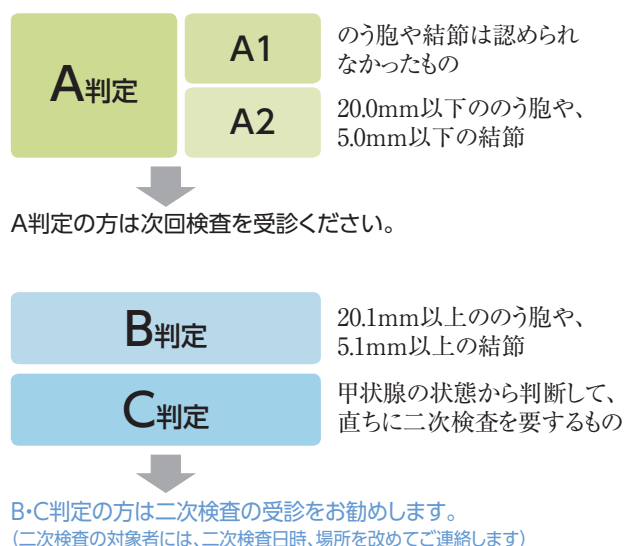 A判定
A1
のう胞や結節は認められ
なかったもの
A2
20.0mm以下ののう胞や、
5.0mm以下の結節
A判定の方は次回検査を受診ください。
B判定
20.1mm以上ののう胞や、
5.1mm以上の結節
C判定
甲状腺の状態から判断して、
直ちに二次検査を要するもの
B・C判定の方は二次検査の受診をお勧めします。
(二次検査の対象者には、二次検査日時、場所を改めてご連絡します)